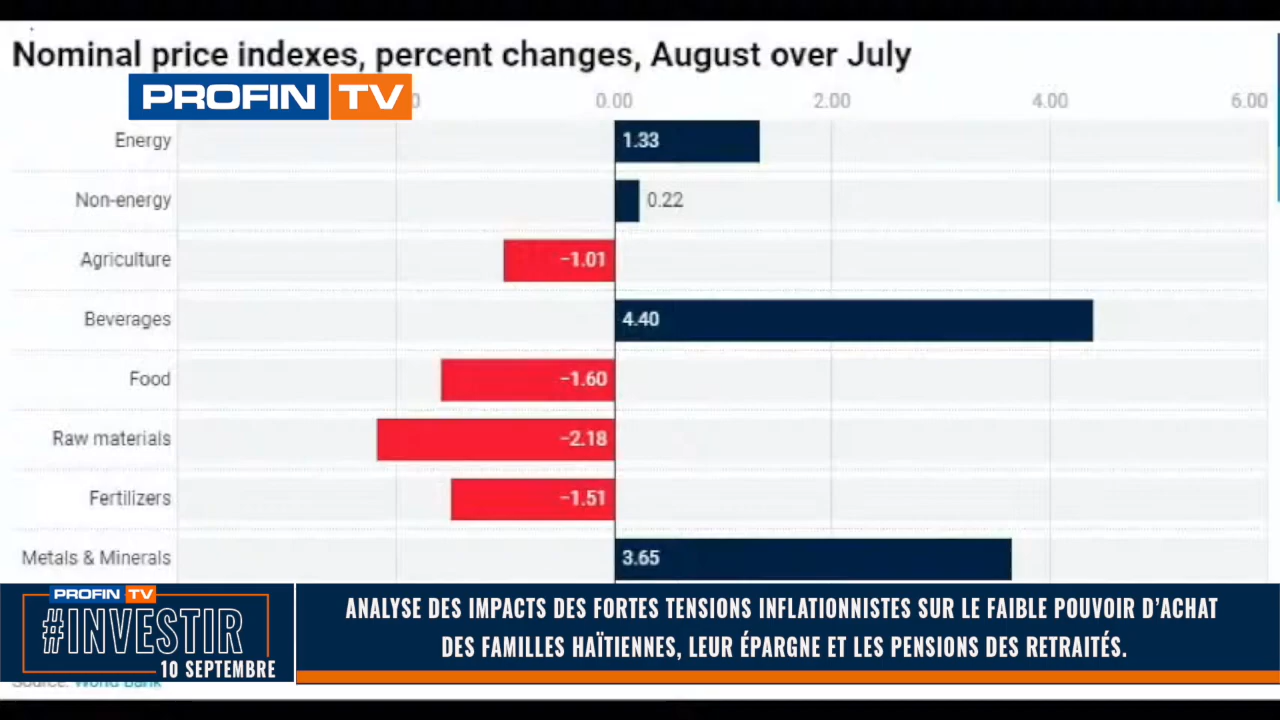 Nominal price indexes, percent changes, August over July
PROFIN TV
0.00 2.00 4.00 6.00
Energy 1.33
Non-energy 0.22
Agriculture −1.01
Beverages 4.40
Food −1.60
Raw materials −2.18
Fertilizers −1.51
Metals & Minerals 3.65
PROFIN TV
#INVESTIR
10 SEPTEMBRE
ANALYSE DES IMPACTS DES FORTES TENSIONS INFLATIONNISTES SUR LE FAIBLE POUVOIR D'ACHAT
DES FAMILLES HAÏTIENNES, LEUR ÉPARGNE ET LES PENSIONS DES RETRAITÉS.
Source: World Bank